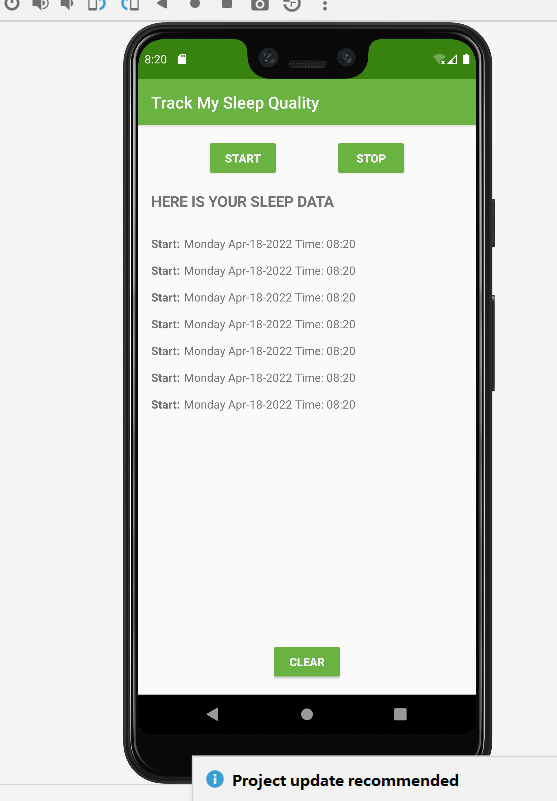 8:20
Track My Sleep Quality
START STOP
HERE IS YOUR SLEEP DATA
Start: Monday Apr-18-2022 Time: 08:20
Start: Monday Apr-18-2022 Time: 08:20
Start: Monday Apr-18-2022 Time: 08:20
Start: Monday Apr-18-2022 Time: 08:20
Start: Monday Apr-18-2022 Time: 08:20
Start: Monday Apr-18-2022 Time: 08:20
Start: Monday Apr-18-2022 Time: 08:20
CLEAR
Project update recommended